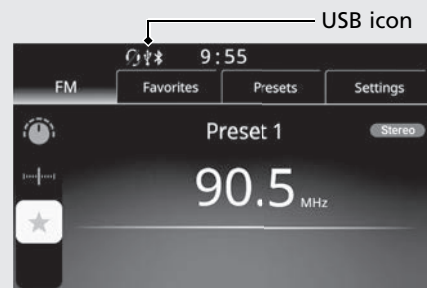 USB icon
9:55
FM Favorites Presets Settings
Preset 1 Stereo
90.5 MHz